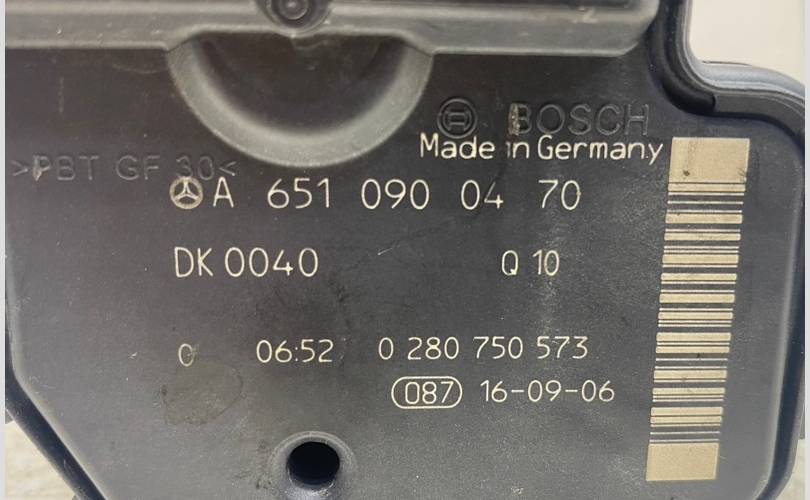 BOSCH
Made in Germany
>PBT GF 30<
A 651 090 04 70
DK 0040 Q 10
0 06:52 0 280 750 573
087 16-09-06